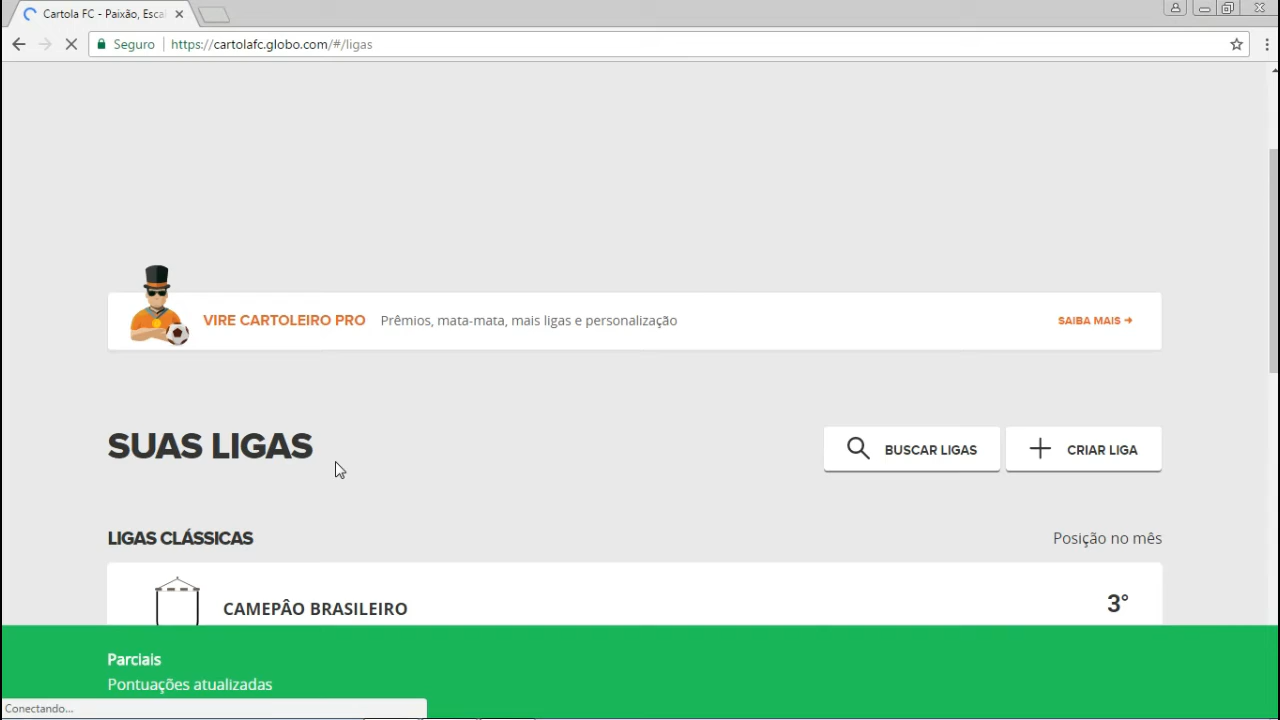 Cartola FC - Paixão, Esca
Seguro https://cartolafc.globo.com/#/ligas
VIRE CARTOLEIRO PRO Prêmios, mata-mata, mais ligas e personalização SAIBA MAIS ➜
SUAS LIGAS
BUSCAR LIGAS CRIAR LIGA
LIGAS CLÁSSICAS Posição no mês
CAMEPÂO BRASILEIRO 3°
Parciais
Pontuações atualizadas
Conectando...